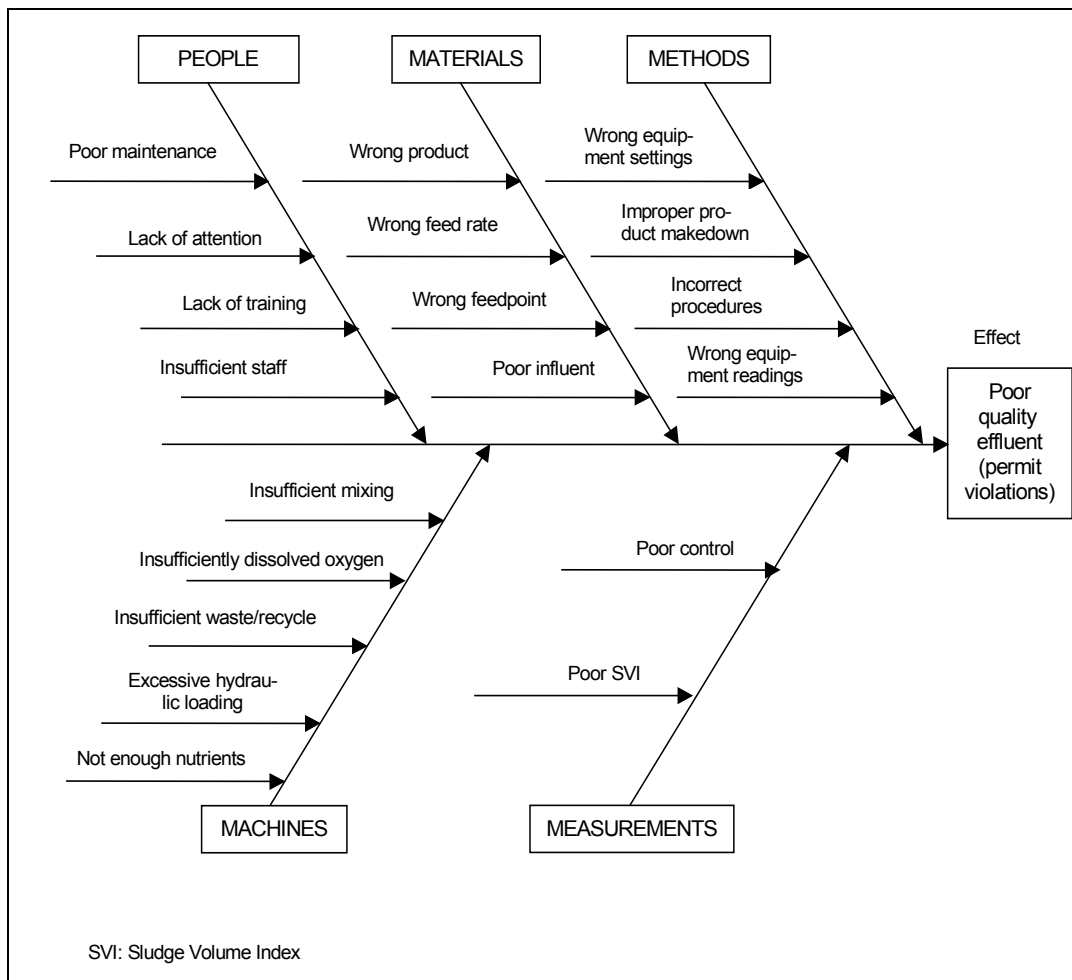 PEOPLE
MATERIALS
METHODS
Poor maintenance
Lack of attention
Lack of training
Insufficient staff
Wrong product
Wrong feed rate
Wrong feedpoint
Poor influent
Wrong equip-
ment settings
Improper pro-
duct makedown
Incorrect
procedures
Wrong equip-
ment readings
Effect
Poor
quality
effluent
(permit
violations)
Insufficient mixing
Insufficiently dissolved oxygen
Insufficient waste/recycle
Excessive hydrau-
lic loading
Not enough nutrients
Poor control
Poor SVI
MACHINES
MEASUREMENTS
SVI: Sludge Volume Index